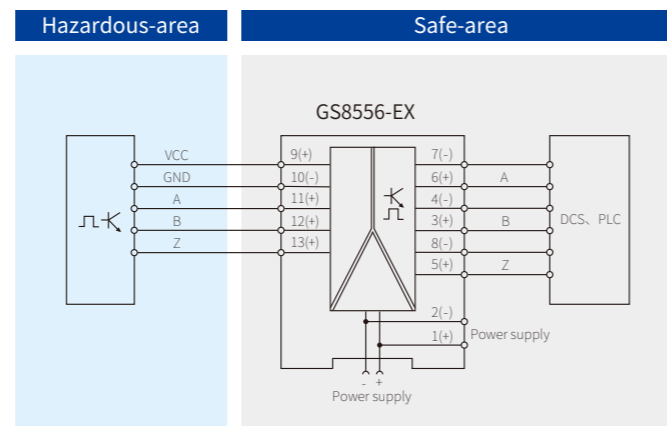 Hazardous-area
Safe-area
GS8556-EX
VCC
GND
A
B
Z
9(+)
10(-)
11(+)
12(+)
13(+)
7(-)
6(+)
4(-)
3(+)
8(-)
5(+)
2(-)
1(+)
A
B
Z
DCS、PLC
Power supply
- +
Power supply